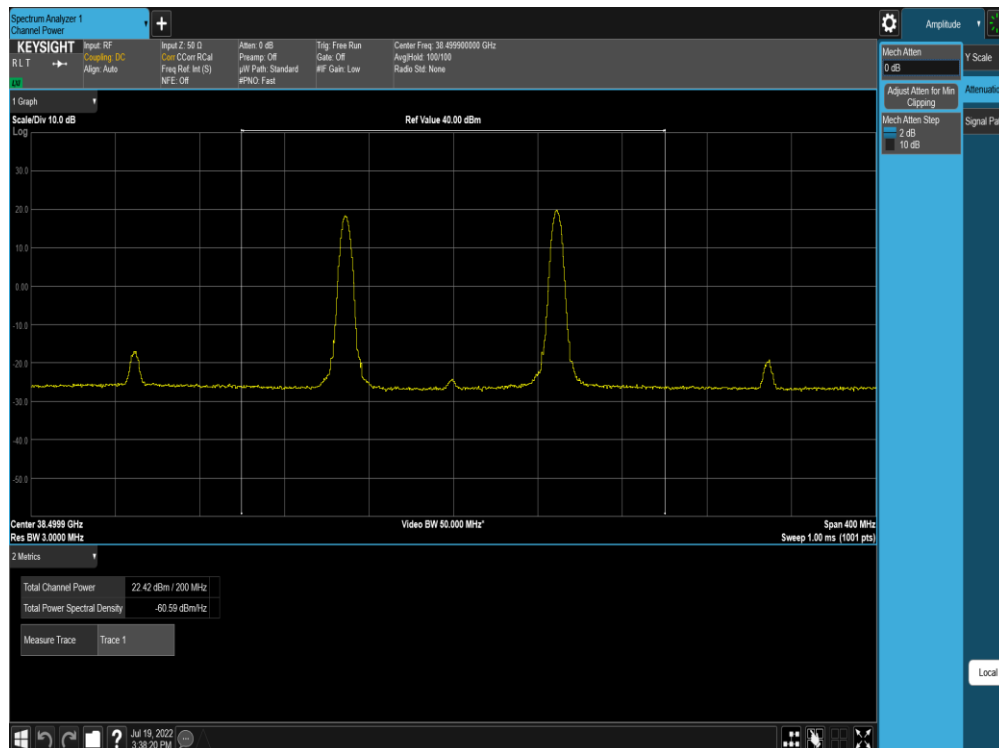 Spectrum Analyzer 1
Channel Power
+
Amplitude
KEYSIGHT
RLT
Input: RF
Coupling: DC
Align: Auto
Input Z: 50 Ω
Corr CCorr RCal
Freq Ref: Int (S)
NFE: Off
Atten: 0 dB
Preamp: Off
µW Path: Standard
#PNO: Fast
Trig: Free Run
Gate: Off
#IF Gain: Low
Center Freq: 38.499900000 GHz
Avg|Hold: 100/100
Radio Std: None
Mech Atten
0 dB
Adjust Atten for Min
Clipping
Mech Atten Step
2 dB
10 dB
Y Scale
Attenuatio
Signal Pat
1 Graph
Scale/Div 10.0 dB
Ref Value 40.00 dBm
Log
30.0
20.0
10.0
0.00
-10.0
-20.0
-30.0
-40.0
-50.0
Center 38.4999 GHz
Video BW 50.000 MHz*
Span 400 MHz
Res BW 3.0000 MHz
Sweep 1.00 ms (1001 pts)
2 Metrics
Total Channel Power 22.42 dBm / 200 MHz
Total Power Spectral Density -60.59 dBm/Hz
Measure Trace Trace 1
Local
?
Jul 19, 2022
3:38:20 PM